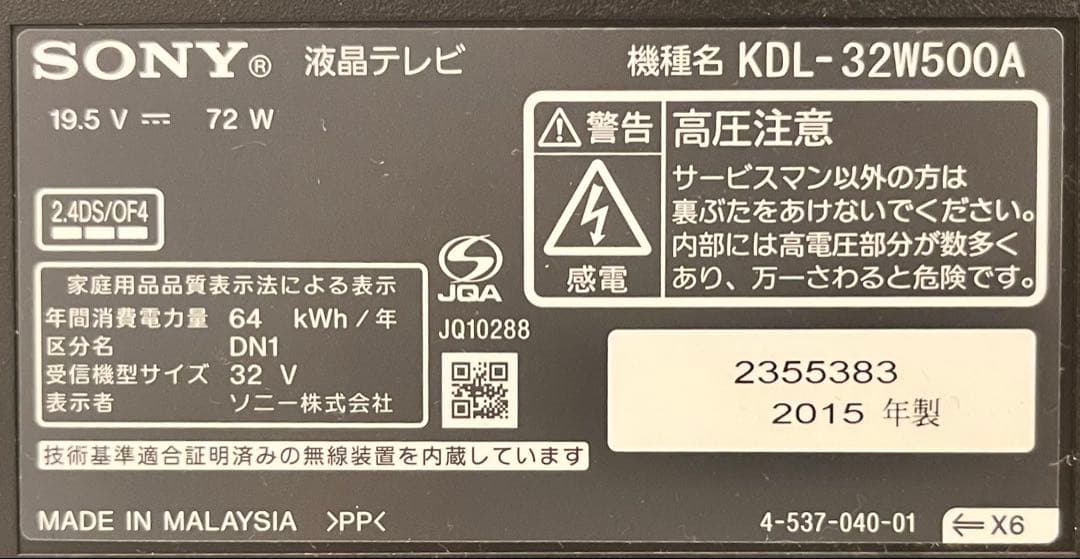 SONY® 液晶テレビ 機種名 KDL-32W500A
19.5 V ⎓ 72 W
⚠警告 高圧注意
感電
サービスマン以外の方は
裏ぶたをあけないでください。
内部には高電圧部分が数多く
あり、万一さわると危険です。
2.4DS/OF4
家庭用品品質表示法による表示
年間消費電力量 64 kWh/年
区分名 DN1
受信機型サイズ 32 V
表示者 ソニー株式会社
JQA
JQ10288
2355383
2015 年製
技術基準適合証明済みの無線装置を内蔵しています
MADE IN MALAYSIA >PP<
4-537-040-01 ⇐X6